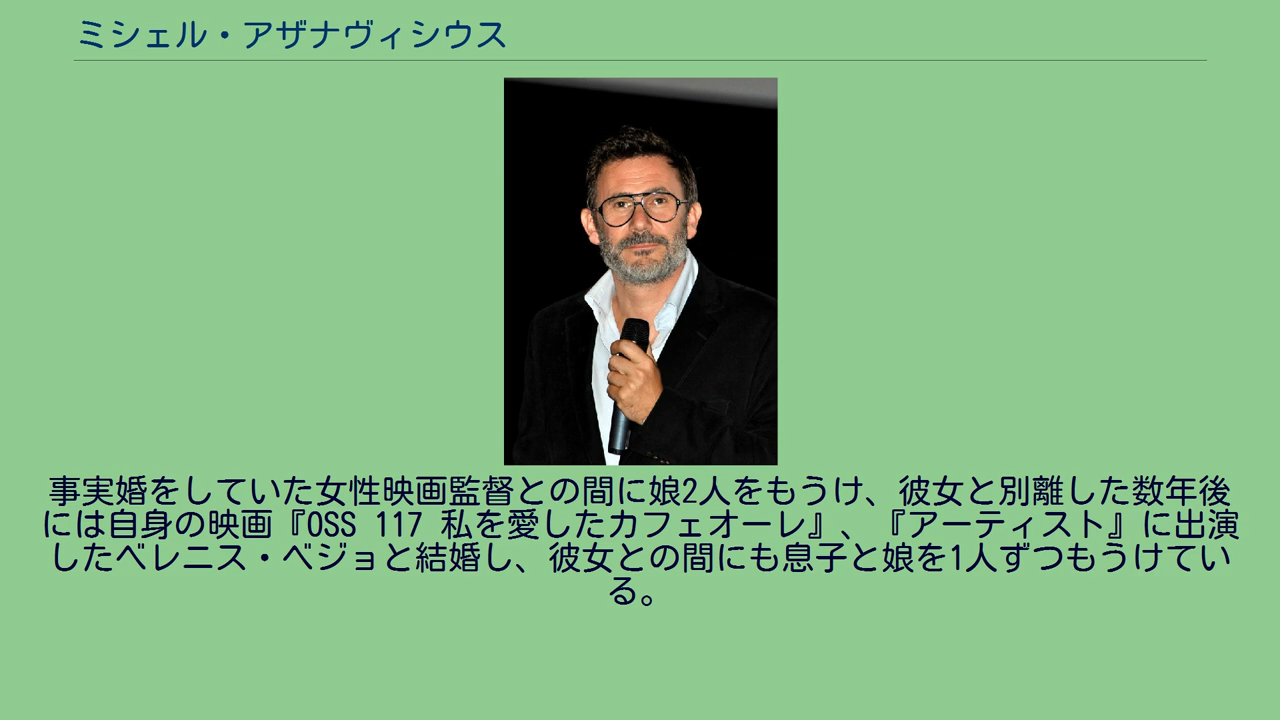 ミシェル・アザナヴィシウス
事実婚をしていた女性映画監督との間に娘2人をもうけ、彼女と別離した数年後
には自身の映画『OSS 117 私を愛したカフェオーレ』、『アーティスト』に出演
したベレニス・ベジョと結婚し、彼女との間にも息子と娘を1人ずつもうけてい
る。